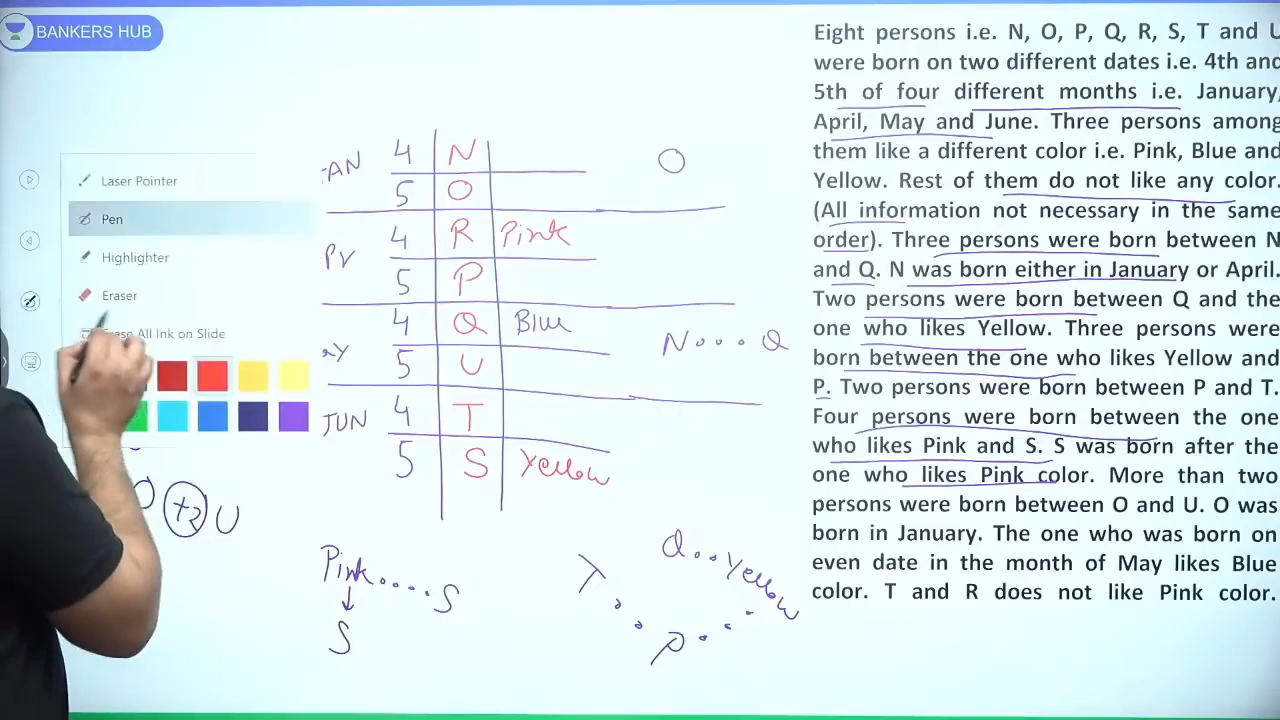 BANKERS HUB
Eight persons i.e. N, O, P, Q, R, S, T and U
were born on two different dates i.e. 4th and
5th of four different months i.e. January,
April, May and June. Three persons among
them like a different color i.e. Pink, Blue and
Yellow. Rest of them do not like any color.
(All information not necessary in the same
order). Three persons were born between N
and Q. N was born either in January or April.
Two persons were born between Q and the
one who likes Yellow. Three persons were
born between the one who likes Yellow and
P. Two persons were born between P and T.
Four persons were born between the one
who likes Pink and S. S was born after the
one who likes Pink color. More than two
persons were born between O and U. O was
born in January. The one who was born on
even date in the month of May likes Blue
color. T and R does not like Pink color.
Laser Pointer
Pen
Highlighter
Eraser
Erase All Ink on Slide
AN 4 N O
5 O
4 R Pink
PV
5 P
4 Q Blue
Y N • • • Q
5 U
4 T
JUN
5 S Yellow
O +2 U
Pink • • • • S
S
Q • • Yellow
T
P